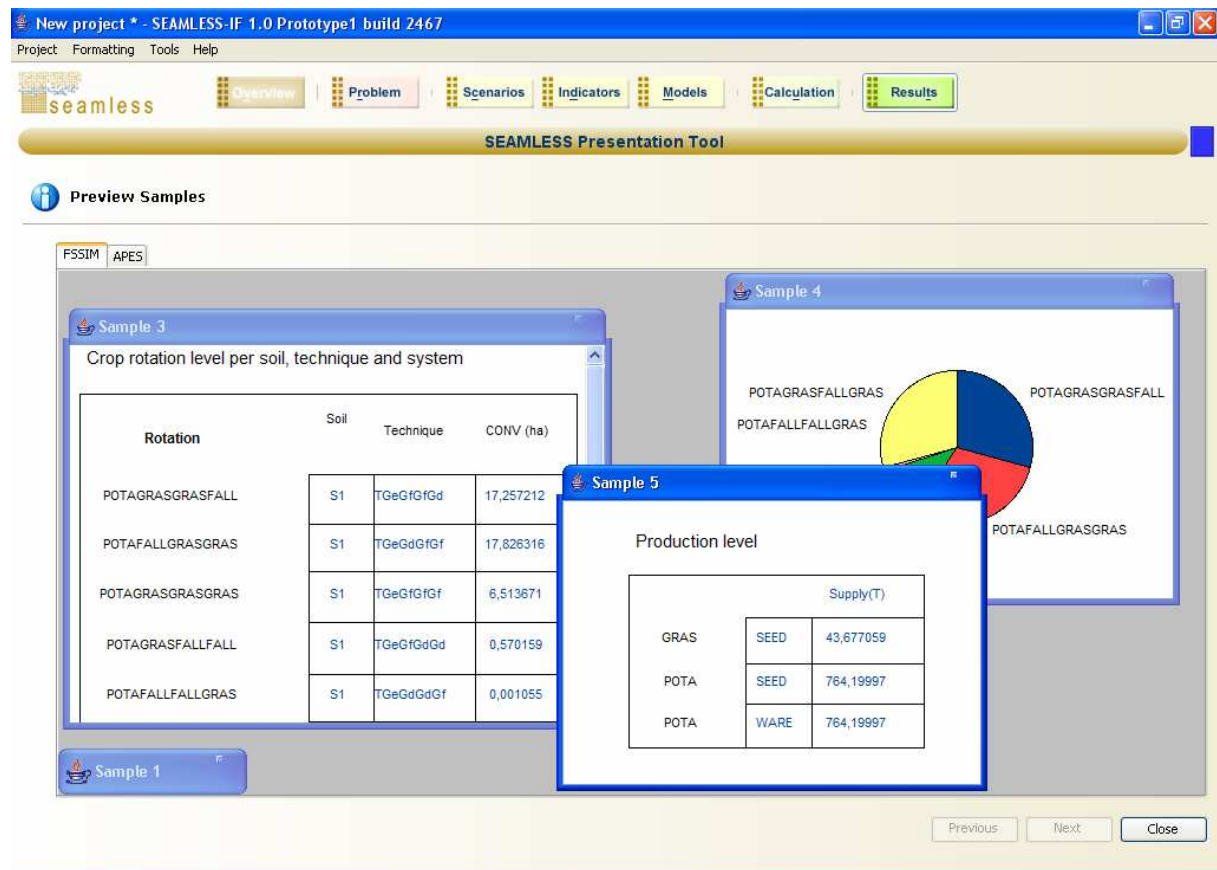 New project * - SEAMLESS-IF 1.0 Prototype1 build 2467
Project Formatting Tools Help
seamless
Overview
Problem
Scenarios
Indicators
Models
Calculation
Results
SEAMLESS Presentation Tool
Preview Samples
FSSIM APES
Sample 3
Crop rotation level per soil, technique and system
Rotation Soil Technique CONV (ha)
POTAGRASGRASFALL S1 TGeGfGfGd 17,257212
POTAFALLGRASGRAS S1 TGeGdGfGf 17,826316
POTAGRASGRASGRAS S1 TGeGfGfGf 6,513671
POTAGRASFALLFALL S1 TGeGfGdGd 0,570159
POTAFALLFALLGRAS S1 TGeGdGdGf 0,001055
Sample 4
POTAGRASFALLGRAS
POTAGRASGRASFALL
POTAFALLFALLGRAS
POTAFALLGRASGRAS
Sample 5
Production level
Supply(T)
GRAS SEED 43,677059
POTA SEED 764,19997
POTA WARE 764,19997
Sample 1
Previous Next Close